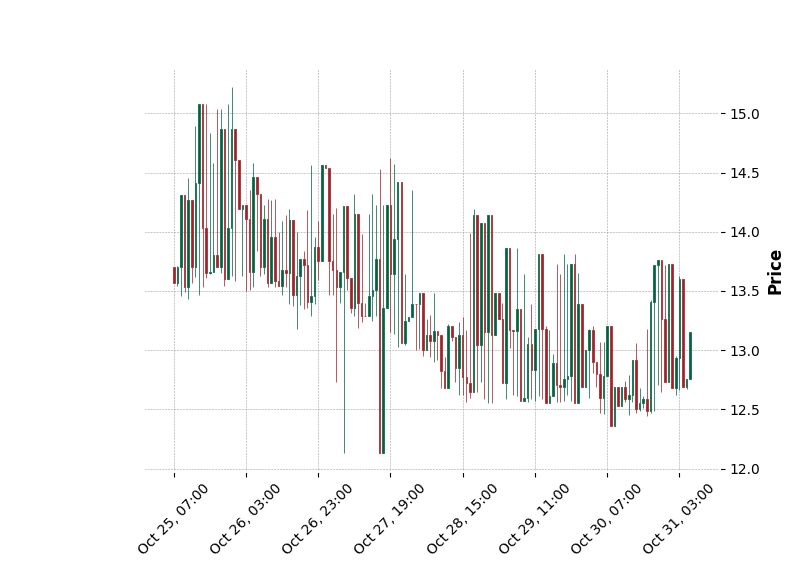 15.0
14.5
14.0
13.5
13.0
12.5
12.0
Price
Oct 25, 07:00
Oct 26, 03:00
Oct 26, 23:00
Oct 27, 19:00
Oct 28, 15:00
Oct 29, 11:00
Oct 30, 07:00
Oct 31, 03:00